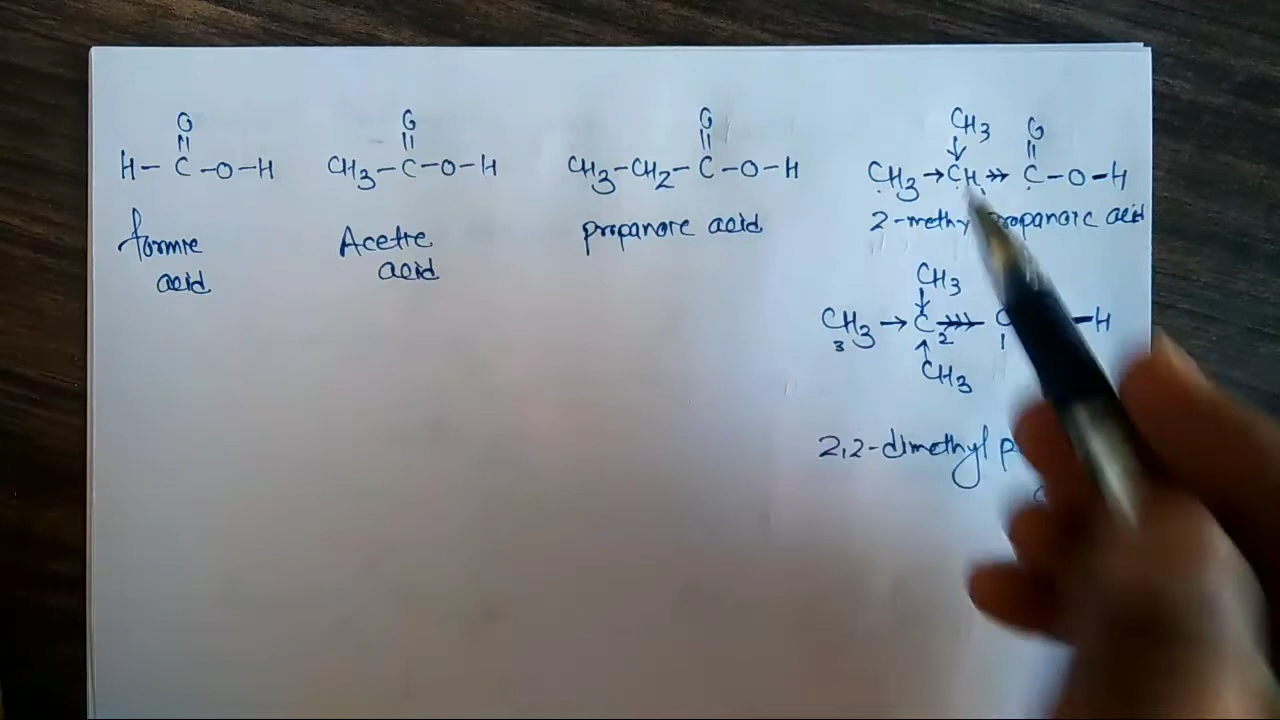 O
||
H-C-O-H
formic acid
O
||
CH3-C-O-H
Acetic acid
O
||
CH3-CH2-C-O-H
propanoic acid
CH3
↓
O
||
CH3→CH↠C-O-H
2-methyl propanoic acid
CH3
↓
CH3→C⋙C
-H
3 2 1
↑
CH3
2,2-dimethyl